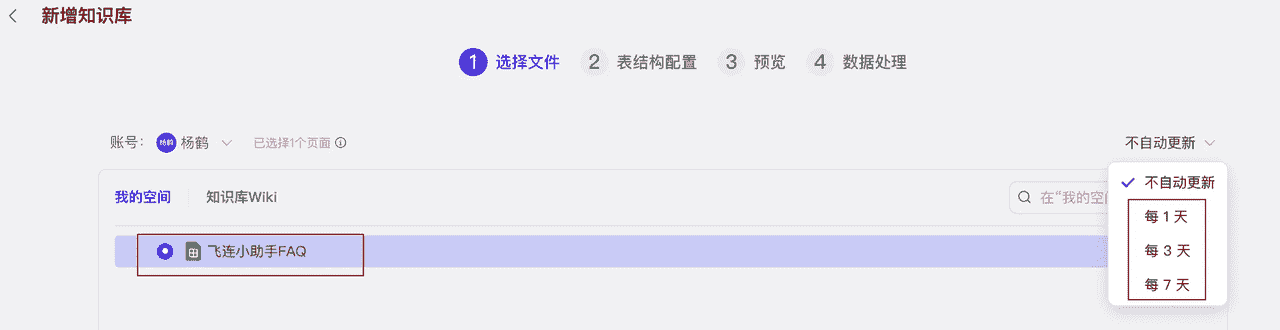 新增知识库
1 选择文件 2 表结构配置 3 预览 4 数据处理
账号： 杨鹤 杨鹤 已选择1个页面 不自动更新
我的空间 知识库Wiki 在“我的空间 不自动更新
每 1 天
飞连小助手FAQ 每 3 天
每 7 天